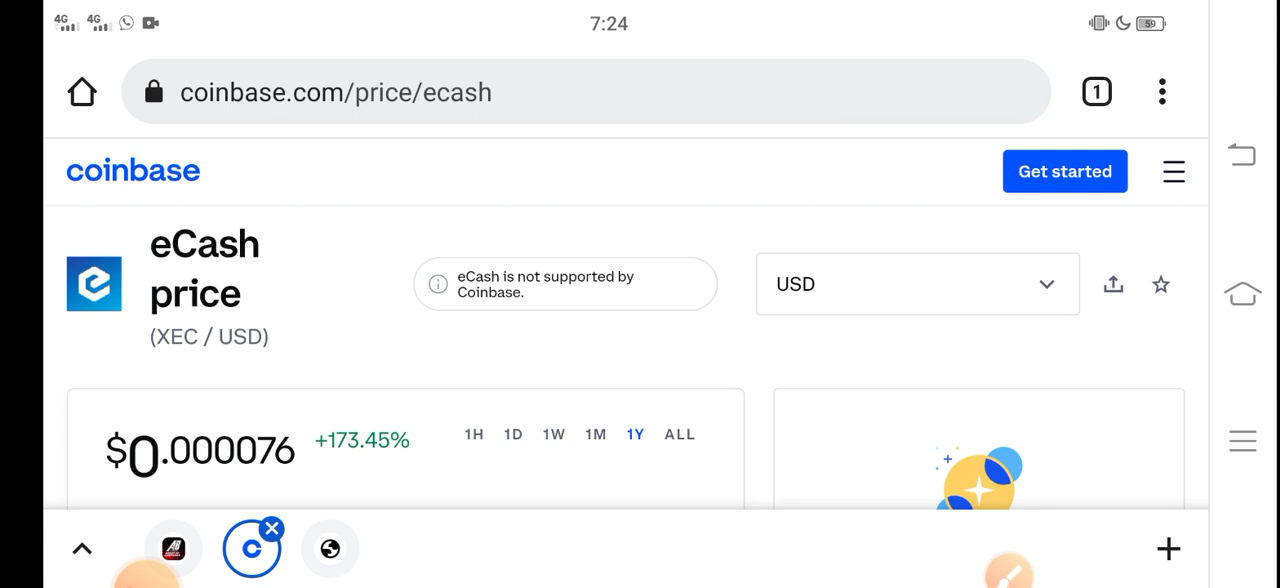 4G 4G 7:24 59
coinbase.com/price/ecash 1
coinbase Get started
eCash
price
(XEC / USD)
eCash is not supported by
Coinbase.
USD
$0.000076 +173.45% 1H 1D 1W 1M 1Y ALL